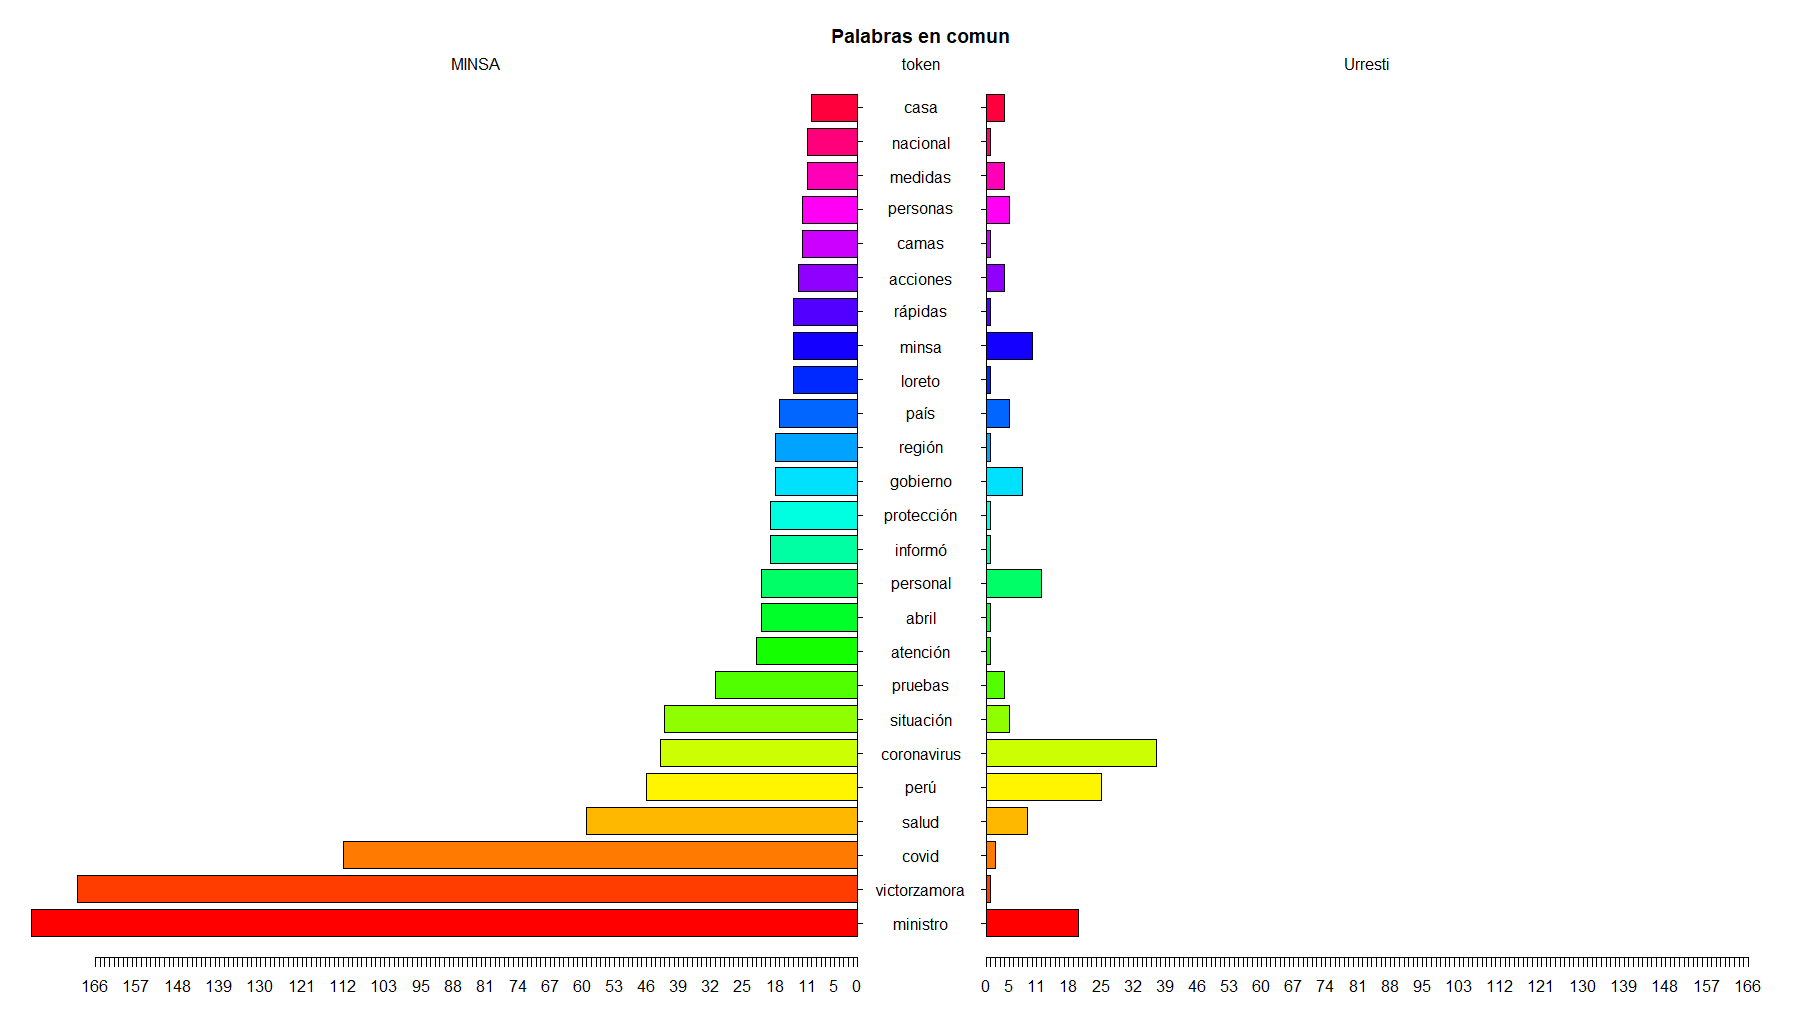 Palabras en comun
MINSA token Urresti
casa
nacional
medidas
personas
camas
acciones
rápidas
minsa
loreto
país
región
gobierno
protección
informó
personal
abril
atención
pruebas
situación
coronavirus
perú
salud
covid
victorzamora
ministro
166 157 148 139 130 121 112 103 95 88 81 74 67 60 53 46 39 32 25 18 11 5 0 0 5 11 18 25 32 39 46 53 60 67 74 81 88 95 103 112 121 130 139 148 157 166